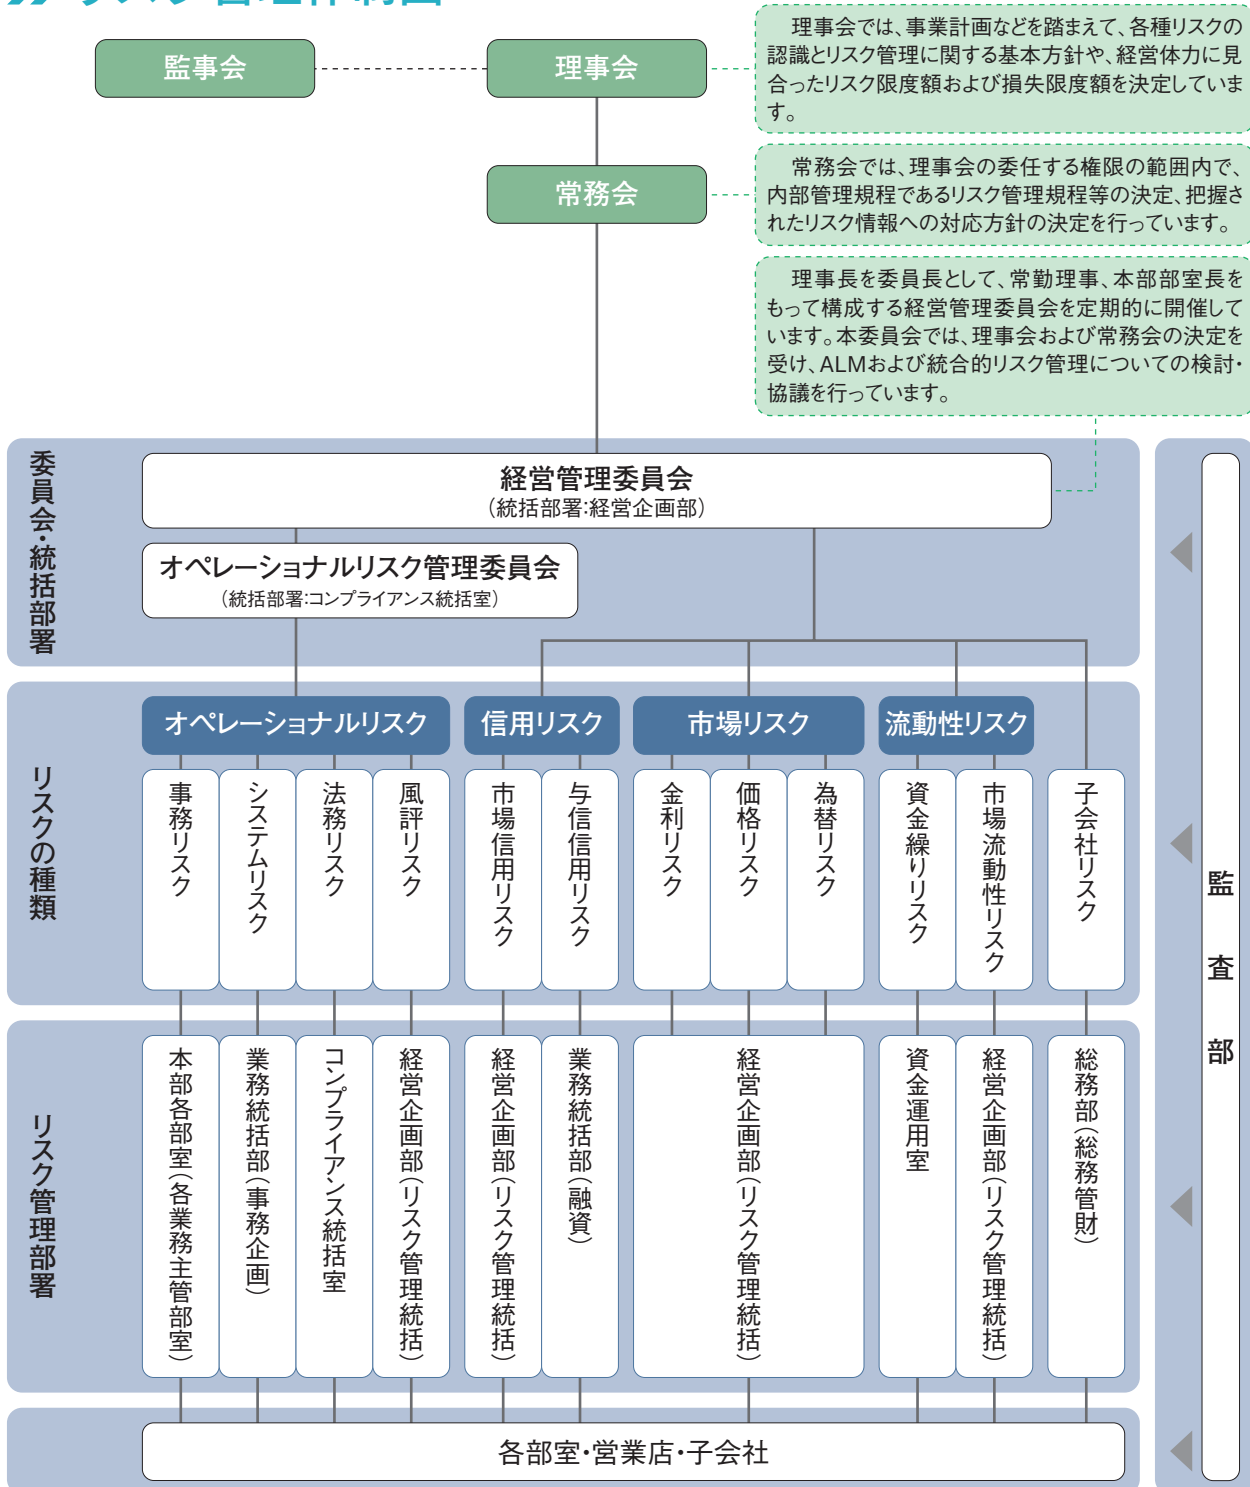 リスク管理体制図
監事会
理事会
理事会では、事業計画などを踏まえて、各種リスクの
認識とリスク管理に関する基本方針や、経営体力に見
合ったリスク限度額および損失限度額を決定していま
す。
常務会
常務会では、理事会の委任する権限の範囲内で、
内部管理規程であるリスク管理規程等の決定、把握さ
れたリスク情報への対応方針の決定を行っています。
理事長を委員長として、常勤理事、本部部室長を
もって構成する経営管理委員会を定期的に開催して
います。本委員会では、理事会および常務会の決定を
受け、ALMおよび統合的リスク管理についての検討・
協議を行っています。
委員会・統括部署
経営管理委員会
（統括部署：経営企画部）
オペレーショナルリスク管理委員会
（統括部署：コンプライアンス統括室）
リスクの種類
オペレーショナルリスク
信用リスク
市場リスク
流動性リスク
事務リスク
システムリスク
法務リスク
風評リスク
市場信用リスク
与信信用リスク
金利リスク
価格リスク
為替リスク
資金繰りリスク
市場流動性リスク
子会社リスク
リスク管理部署
本部各部室（各業務主管部室）
業務統括部（事務企画）
コンプライアンス統括室
経営企画部（リスク管理統括）
経営企画部（リスク管理統括）
業務統括部（融資）
経営企画部（リスク管理統括）
資金運用室
経営企画部（リスク管理統括）
総務部（総務管財）
各部室・営業店・子会社
監査部